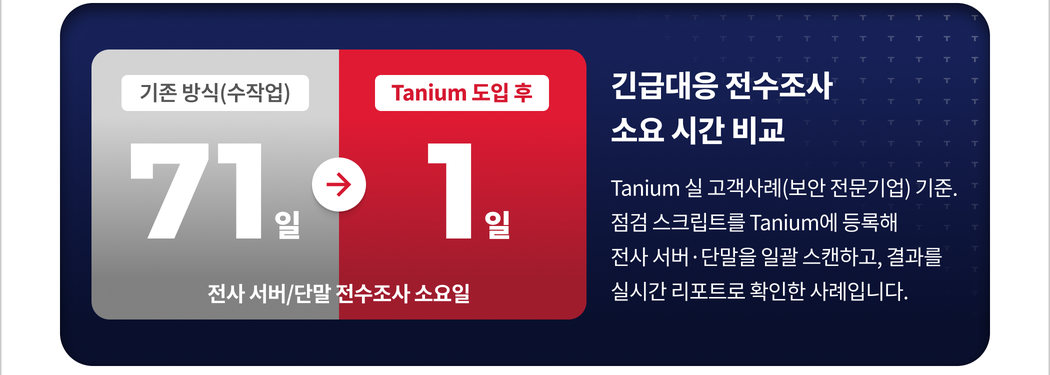 기존 방식(수작업)
71일
Tanium 도입 후
1일
전사 서버/단말 전수조사 소요일
긴급대응 전수조사
소요 시간 비교
Tanium 실 고객사례(보안 전문기업) 기준.
점검 스크립트를 Tanium에 등록해
전사 서버·단말을 일괄 스캔하고, 결과를
실시간 리포트로 확인한 사례입니다.